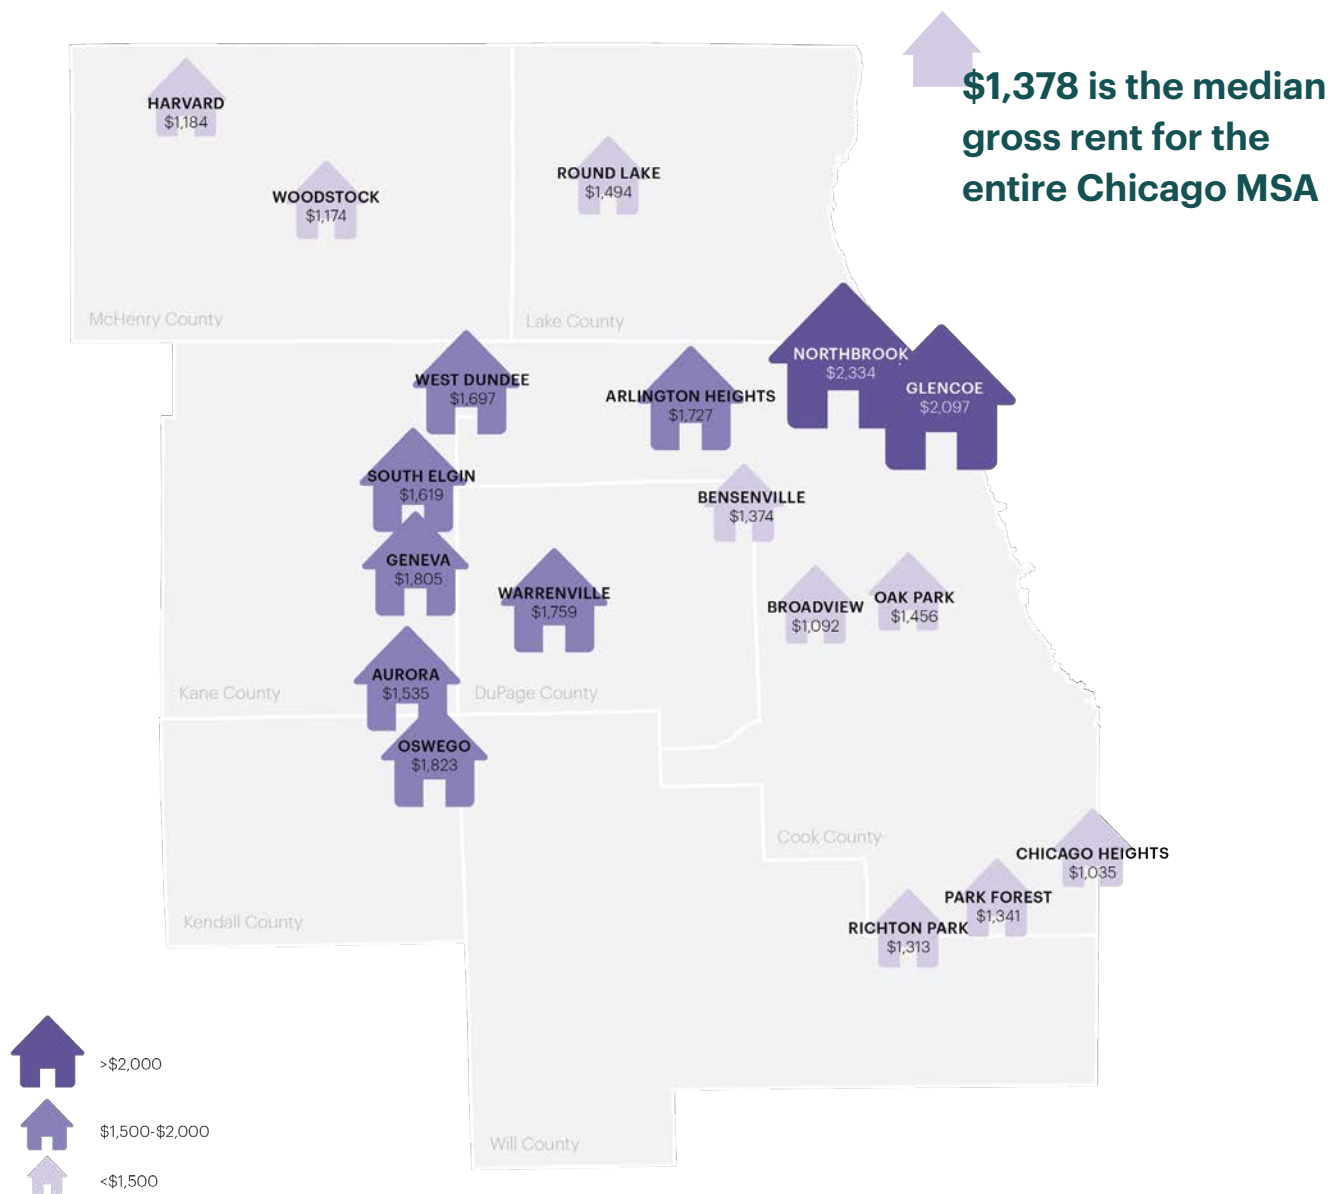 $1,378 is the median
gross rent for the
entire Chicago MSA
HARVARD
$1,184
WOODSTOCK
$1,174
ROUND LAKE
$1,494
McHenry County
Lake County
NORTHBROOK
$2,334
GLENCOE
$2,097
WEST DUNDEE
$1,697
ARLINGTON HEIGHTS
$1,727
SOUTH ELGIN
$1,619
BENSENVILLE
$1,374
GENEVA
$1,805
WARRENVILLE
$1,759
BROADVIEW
$1,092
OAK PARK
$1,456
AURORA
$1,535
Kane County
DuPage County
OSWEGO
$1,823
Cook County
CHICAGO HEIGHTS
$1,035
PARK FOREST
$1,341
RICHTON PARK
$1,313
Kendall County
Will County
>$2,000
$1,500-$2,000
<$1,500